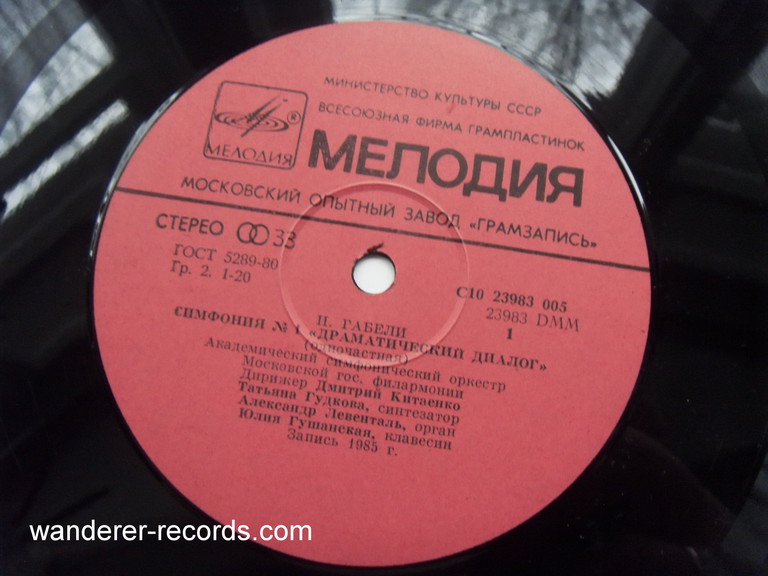 МИНИСТЕРСТВО КУЛЬТУРЫ СССР
ВСЕСОЮЗНАЯ ФИРМА ГРАМПЛАСТИНОК
МЕЛОДИЯ ®
МЕЛОДИЯ
МОСКОВСКИЙ ОПЫТНЫЙ ЗАВОД «ГРАМЗАПИСЬ»
СТЕРЕО 33
ГОСТ 5289-80
Гр. 2. 1-20
С10 23983 005
23983 DMM
1
Н. ГАБЕЛИ
СИМФОНИЯ № 1 «ДРАМАТИЧЕСКИЙ ДИАЛОГ»
(одночастная)
Академический симфонический оркестр
Московской гос. филармонии
Дирижер Дмитрий Китаенко
Татьяна Гудкова, синтезатор
Александр Левенталь, орган
Юлия Гушанская, клавесин
Запись 1985 г.
wanderer-records.com